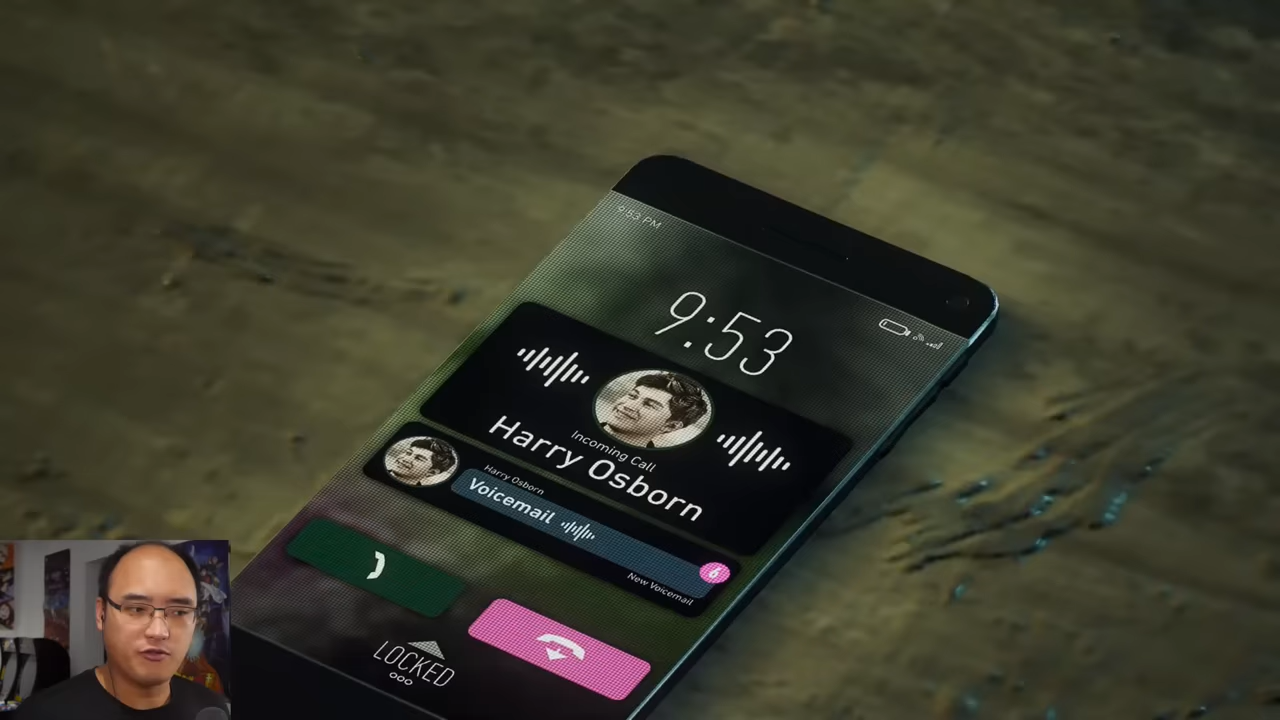 9:53 PM
9:53
Incoming Call
Harry Osborn
Harry Osborn
Voicemail
6
New Voicemail
LOCKED